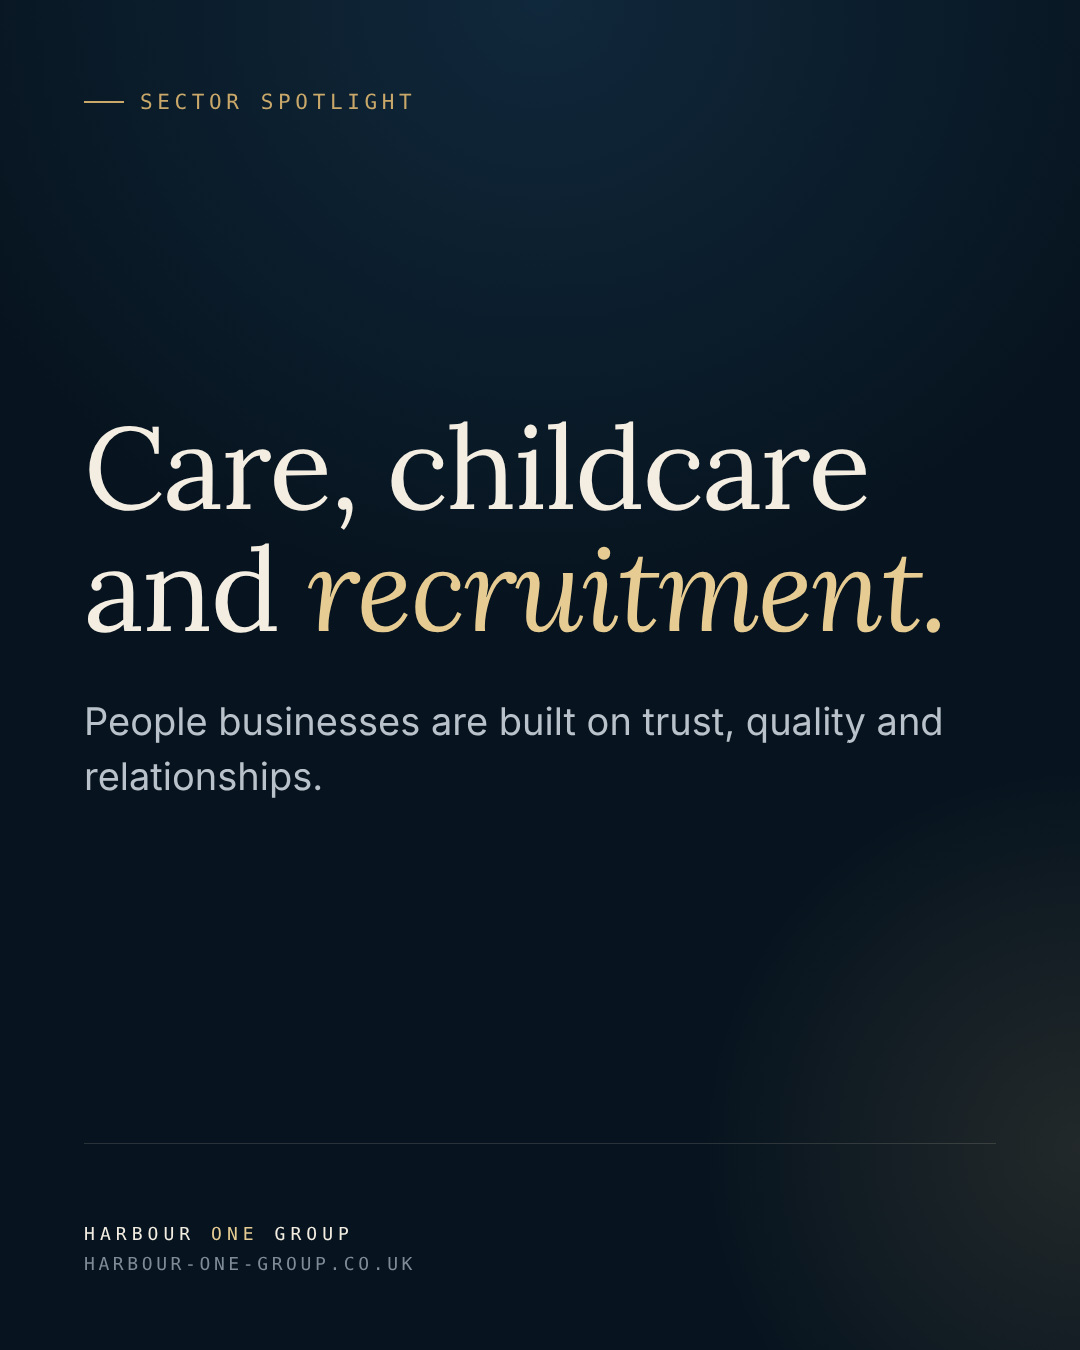 SECTOR SPOTLIGHT
Care, childcare
and recruitment.
People businesses are built on trust, quality and
relationships.
HARBOUR ONE GROUP
HARBOUR-ONE-GROUP.CO.UK